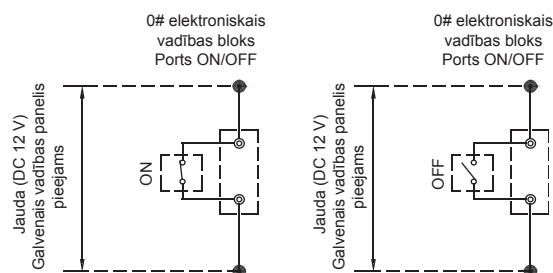 0# elektroniskais
vadības bloks
Ports ON/OFF
Jauda (DC 12 V)
Galvenais vadības panelis
pieejams
ON
0# elektroniskais
vadības bloks
Ports ON/OFF
Jauda (DC 12 V)
Galvenais vadības panelis
pieejams
OFF